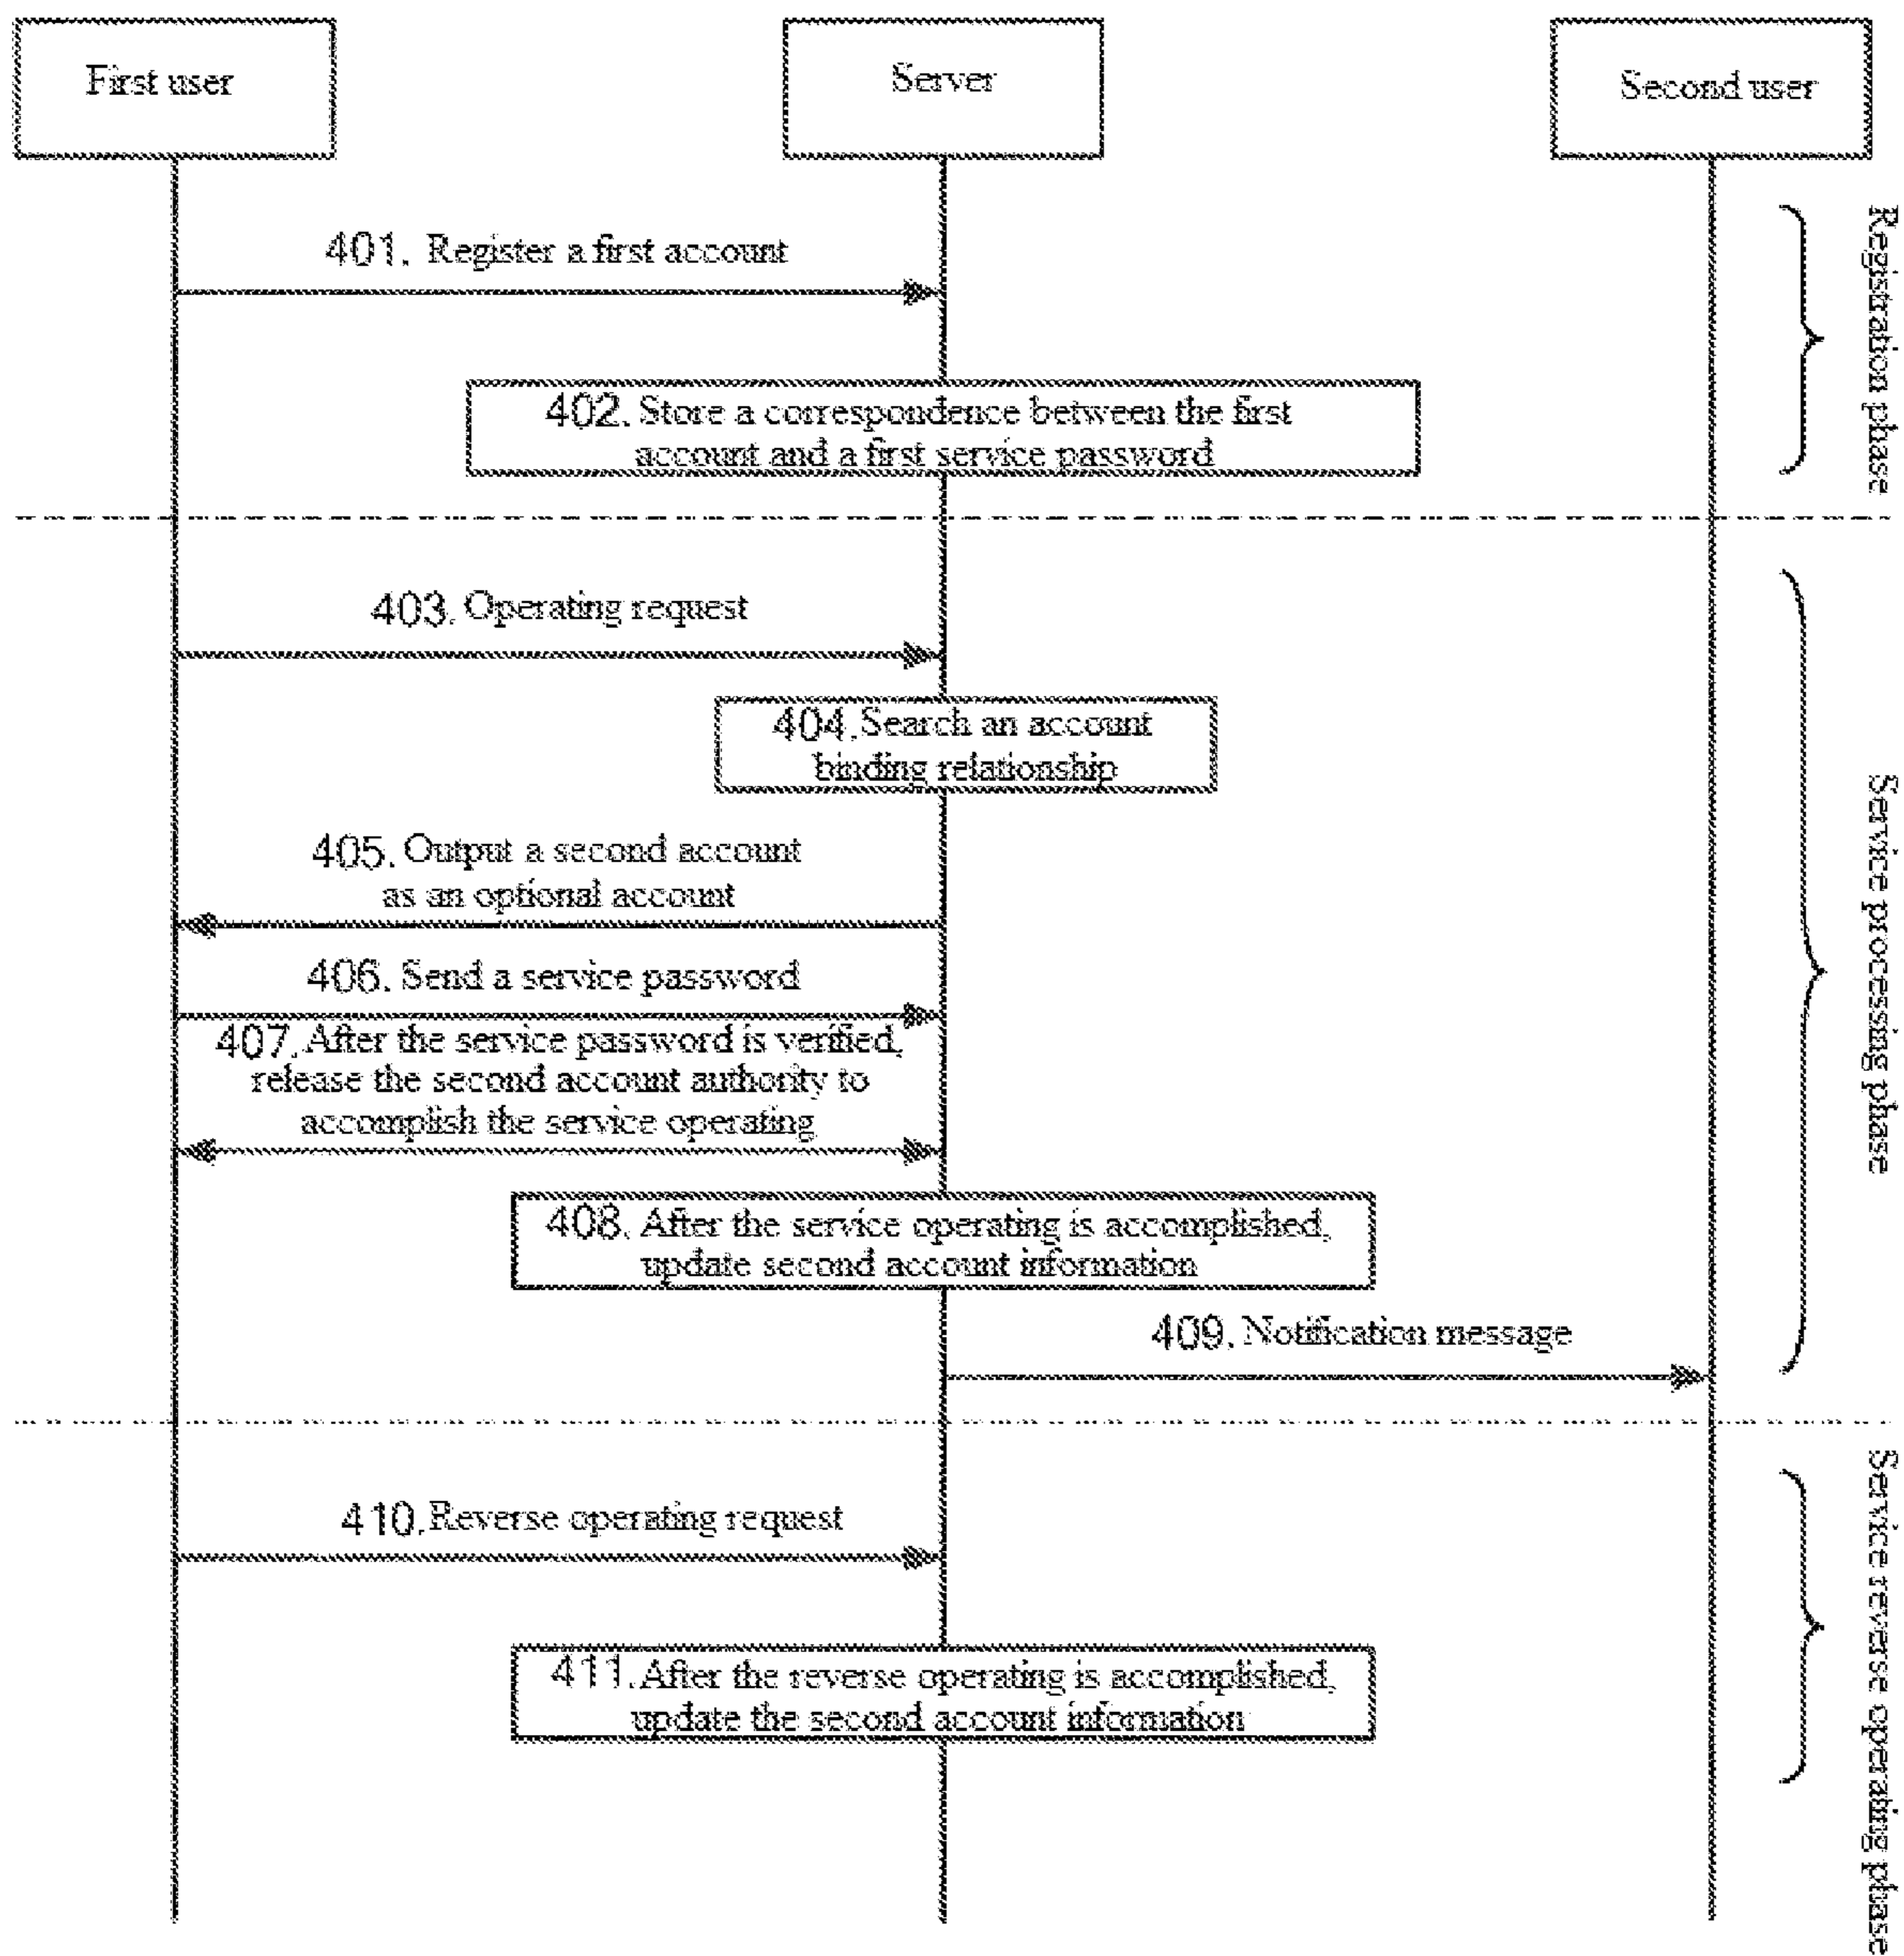 First user
Server
Second user
401. Register a first account
402. Store a correspondence between the first
account and a first service password
Registration phase
403. Operating request
404. Search an account
binding relationship
405. Output a second account
as an optional account
406. Send a service password
407. After the service password is verified,
release the second account authority to
accomplish the service operating
408. After the service operating is accomplished,
update second account information
409. Notification message
Service processing phase
410. Reverse operating request
411. After the reverse operating is accomplished,
update the second account information
Service reverse operating phase